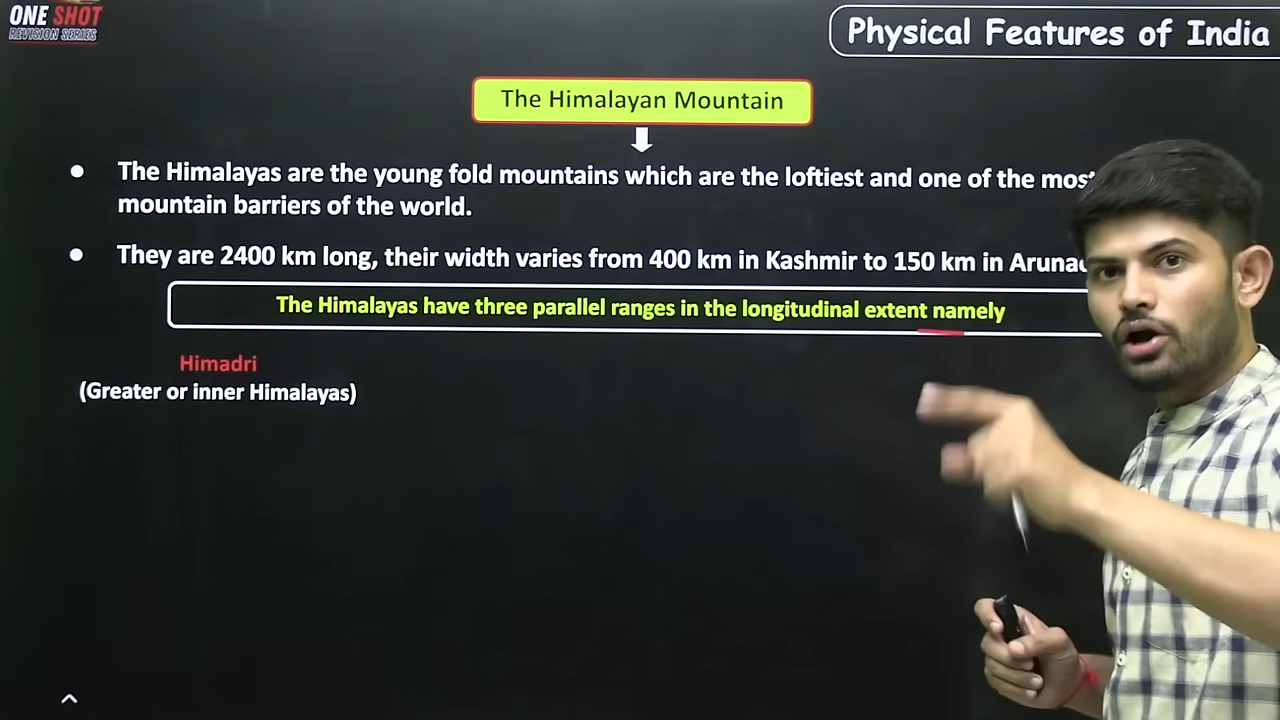 ONE SHOT
REVISION SERIES
Physical Features of India
The Himalayan Mountain
• The Himalayas are the young fold mountains which are the loftiest and one of the most
mountain barriers of the world.
• They are 2400 km long, their width varies from 400 km in Kashmir to 150 km in
The Himalayas have three parallel ranges in the longitudinal extent namely
Himadri
(Greater or inner Himalayas)